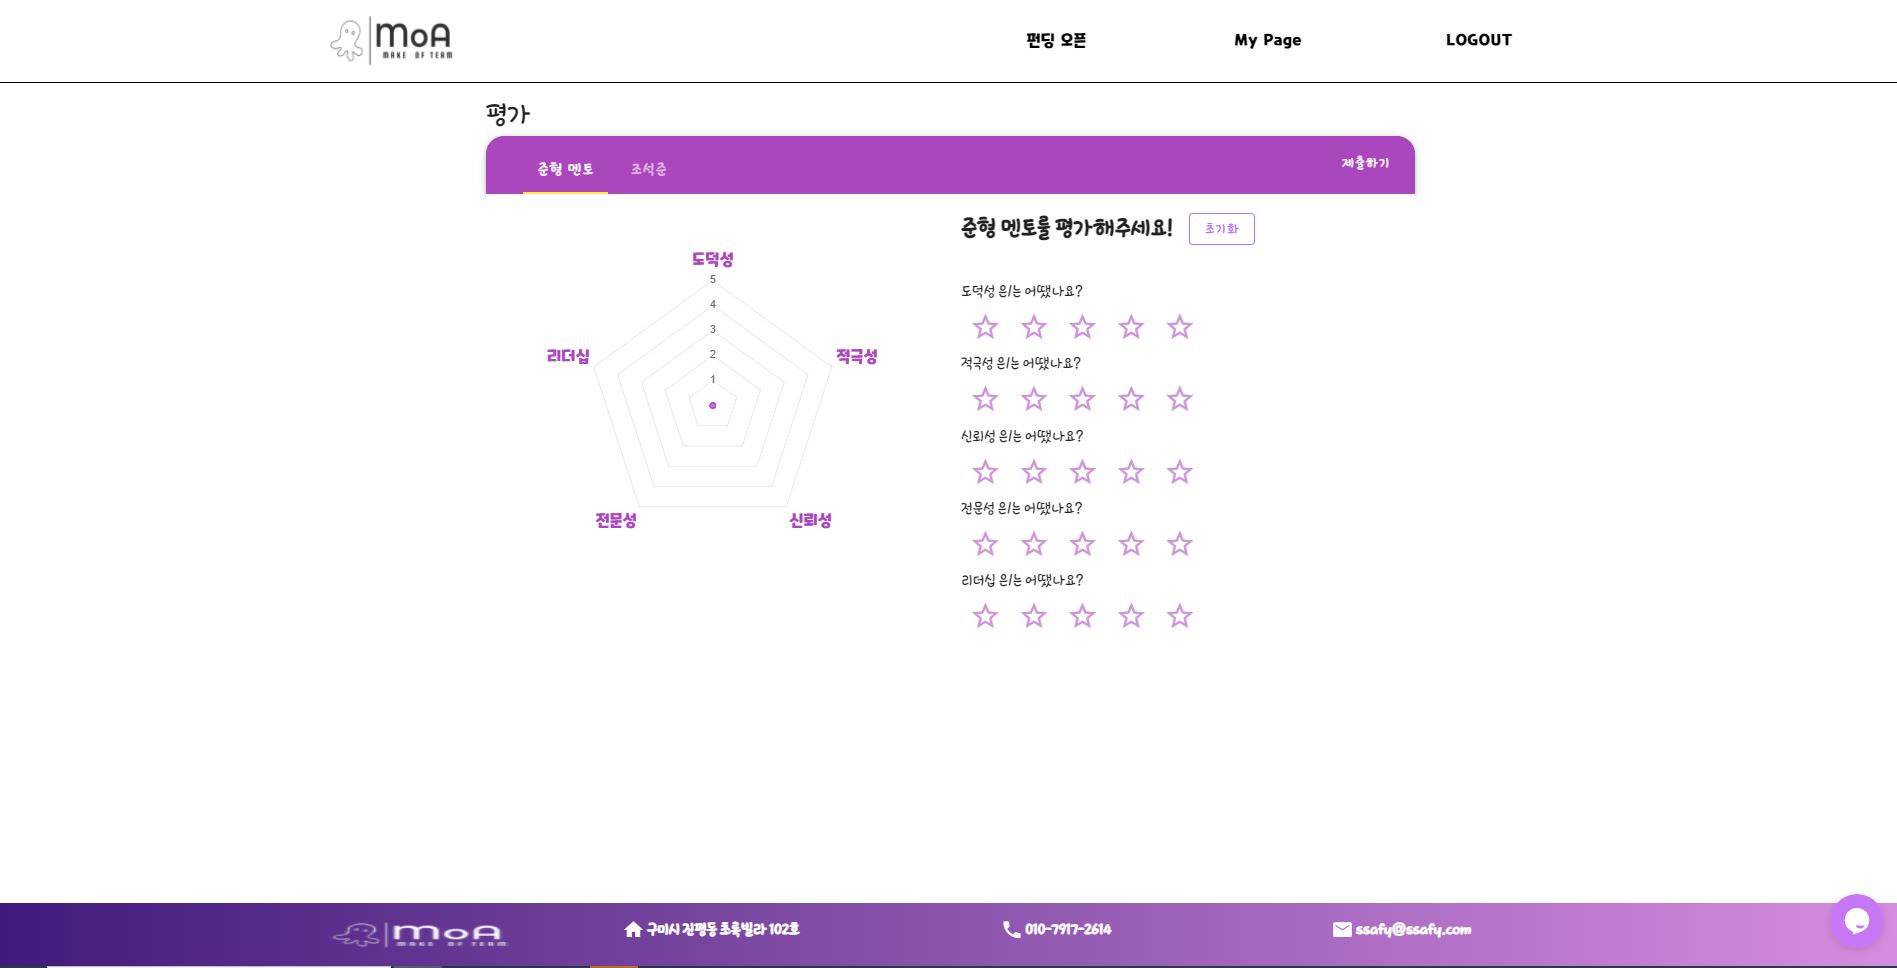 MoA
MAKE OF TEAM
펀딩 오픈
My Page
LOGOUT
평가
준형 멘토
조석준
제출하기
준형 멘토를 평가해주세요!
초기화
도덕성
5
4
3
2
1
리더십
적극성
전문성
신뢰성
도덕성 은/는 어땠나요?
적극성 은/는 어땠나요?
신뢰성 은/는 어땠나요?
전문성 은/는 어땠나요?
리더십 은/는 어땠나요?
MoA
MAKE OF TEAM
구미시 진평동 초록빌라 102호
010-7917-2614
ssafy@ssafy.com